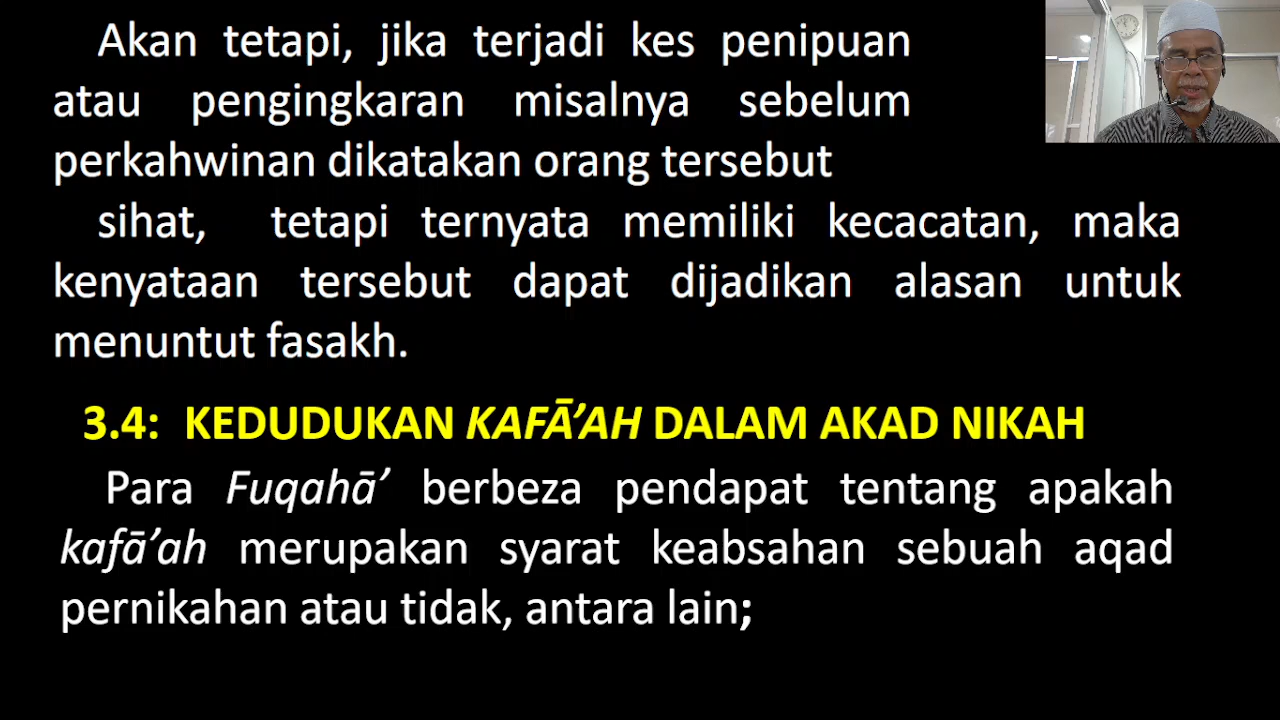 Akan tetapi, jika terjadi kes penipuan
atau pengingkaran misalnya sebelum
perkahwinan dikatakan orang tersebut
sihat, tetapi ternyata memiliki kecacatan, maka
kenyataan tersebut dapat dijadikan alasan untuk
menuntut fasakh.
3.4: KEDUDUKAN KAFĀ’AH DALAM AKAD NIKAH
Para Fuqahā’ berbeza pendapat tentang apakah
kafā’ah merupakan syarat keabsahan sebuah aqad
pernikahan atau tidak, antara lain;